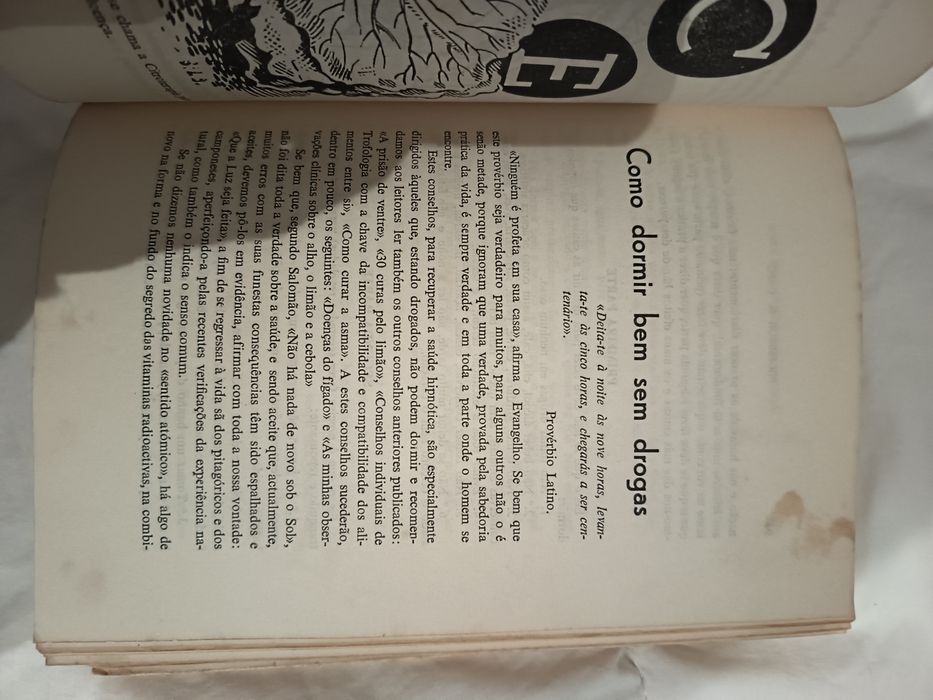 se chama a Citroterapia
Doença.
C
E
Como dormir bem sem drogas
«Deita-te à noite às nove horas, levan-
ta-te às cinco horas, e chegarás a ser cen-
tenário».
Provérbio Latino.
«Ninguém é profeta em sua casa», afirma o Evangelho. Se bem que
este provérbio seja verdadeiro para muitos, para alguns outros não o é
senão metade, porque ignoram que uma verdade, provada pela sabedoria
prática da vida, é sempre verdade e em toda a parte onde o homem se
encontre.
Estes conselhos, para recuperar a saúde hipnótica, são especialmente
dirigidos àqueles que, estando drogados, não podem dormir e recomen-
damos aos leitores ler também os outros conselhos anteriores publicados:
«A prisão de ventre», «30 curas pelo limão», «Conselhos individuais de
Trofologia com a chave da incompatibilidade e compatibilidade dos ali-
mentos entre si», «Como curar a asma». A estes conselhos sucederão,
dentro em pouco, os seguintes: «Doenças do fígado» e «As minhas obser-
vações clínicas sobre o alho, o limão e a cebola»
Se bem que, segundo Salomão, «Não há nada de novo sob o Sol»,
não foi dita toda a verdade sobre a saúde, e sendo aceite que, actualmente,
muitos erros com as suas funestas consequências têm sido espalhados e
aceites, devemos pô-los em evidência, afirmar com toda a nossa vontade:
«Que a Luz seja feita», a fim de se regressar à vida sã dos pitagóricos e dos
camponeses, aperfeiçondo-a pelas recentes verificações da experiência na-
tural, como também o indica o senso comum.
Se não dizemos nenhuma novidade no «sentido atómico», há algo de
novo na forma e no fundo do segredo das vitaminas radioactivas, na combi-